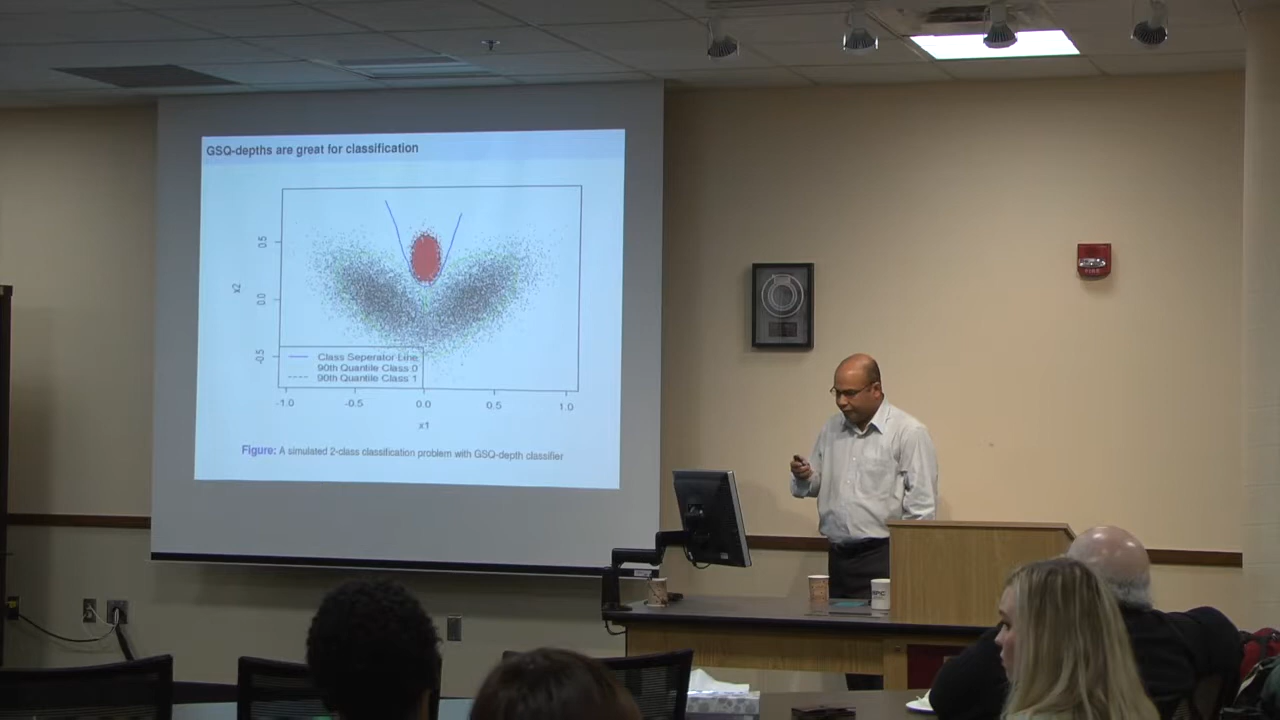 GSQ-depths are great for classification
0.5
x2
0.0
-0.5
Class Seperator Line
90th Quantile Class 0
90th Quantile Class 1
-1.0 -0.5 0.0 0.5 1.0
x1
Figure: A simulated 2-class classification problem with GSQ-depth classifier
FIRE